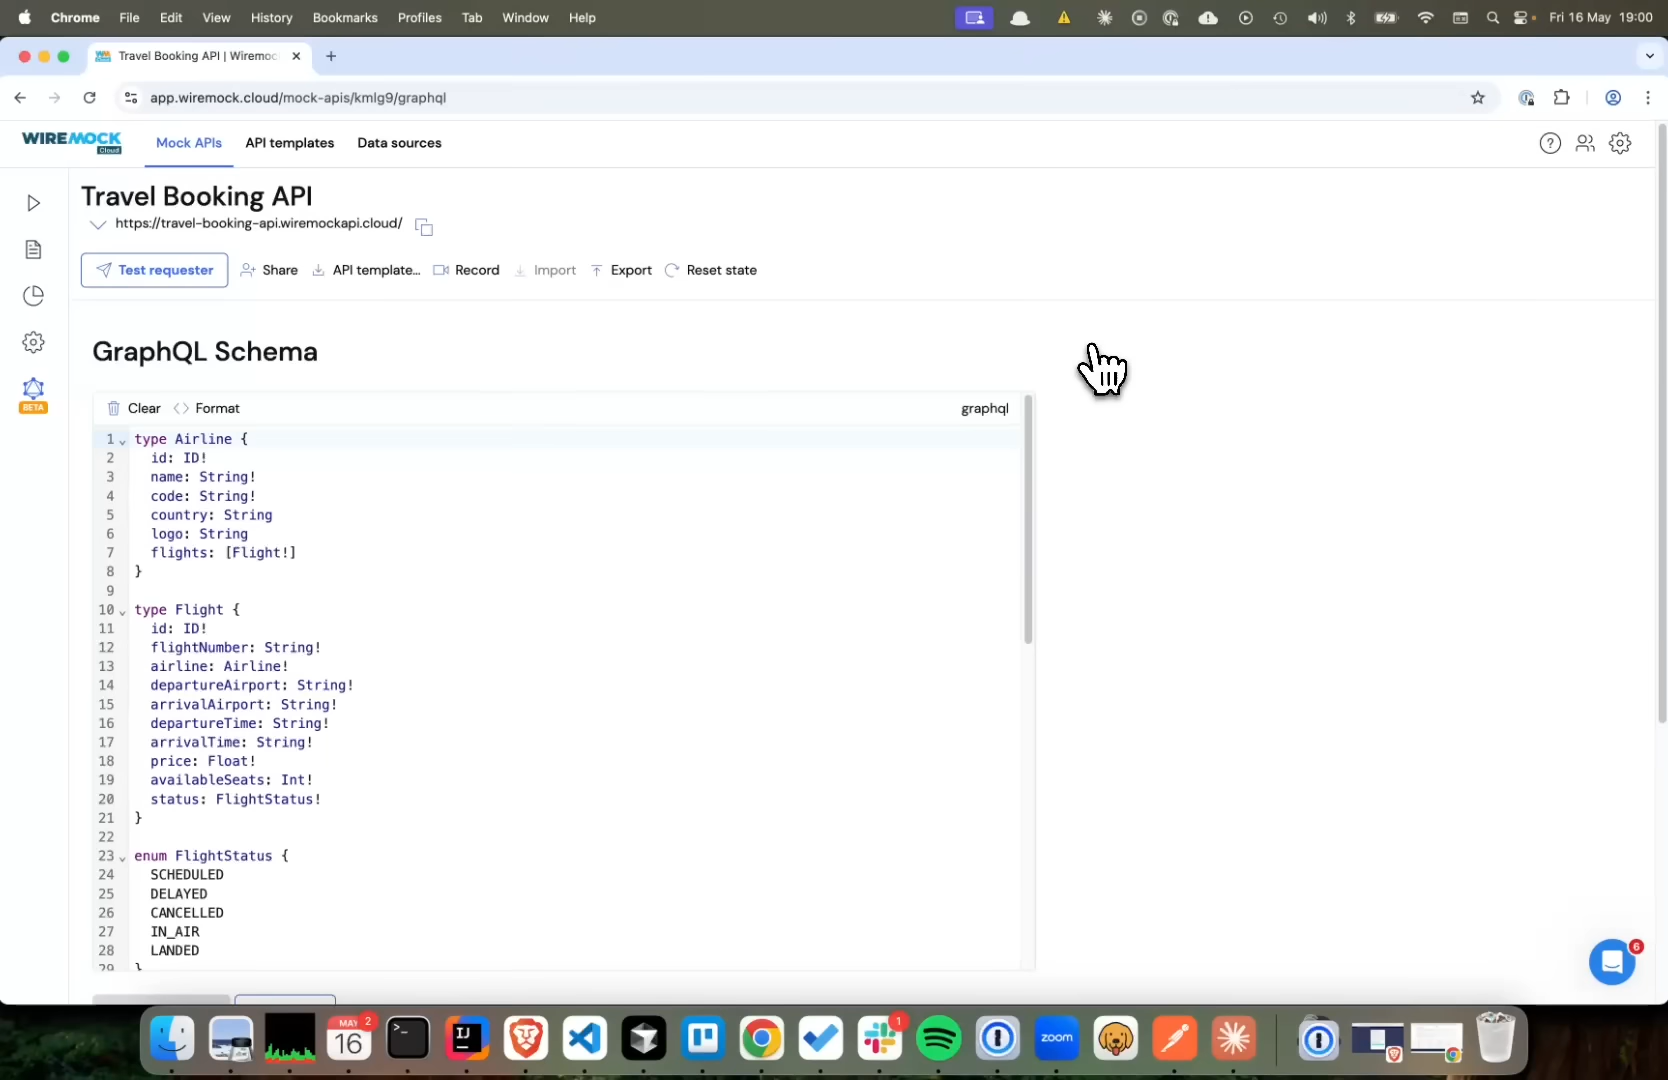 Chrome File Edit View History Bookmarks Profiles Tab Window Help Fri 16 May 19:00
Travel Booking API | Wiremoc
app.wiremock.cloud/mock-apis/kmlg9/graphql
WIREMOCK Cloud
Mock APIs API templates Data sources
Travel Booking API
https://travel-booking-api.wiremockapi.cloud/
Test requester Share API template... Record Import Export Reset state
BETA
GraphQL Schema
Clear Format graphql
1 type Airline {
2 id: ID!
3 name: String!
4 code: String!
5 country: String
6 logo: String
7 flights: [Flight!]
8 }
9
10 type Flight {
11 id: ID!
12 flightNumber: String!
13 airline: Airline!
14 departureAirport: String!
15 arrivalAirport: String!
16 departureTime: String!
17 arrivalTime: String!
18 price: Float!
19 availableSeats: Int!
20 status: FlightStatus!
21 }
22
23 enum FlightStatus {
24 SCHEDULED
25 DELAYED
26 CANCELLED
27 IN_AIR
28 LANDED
29 }
6
MAY 2
16
IJ
1
zoom